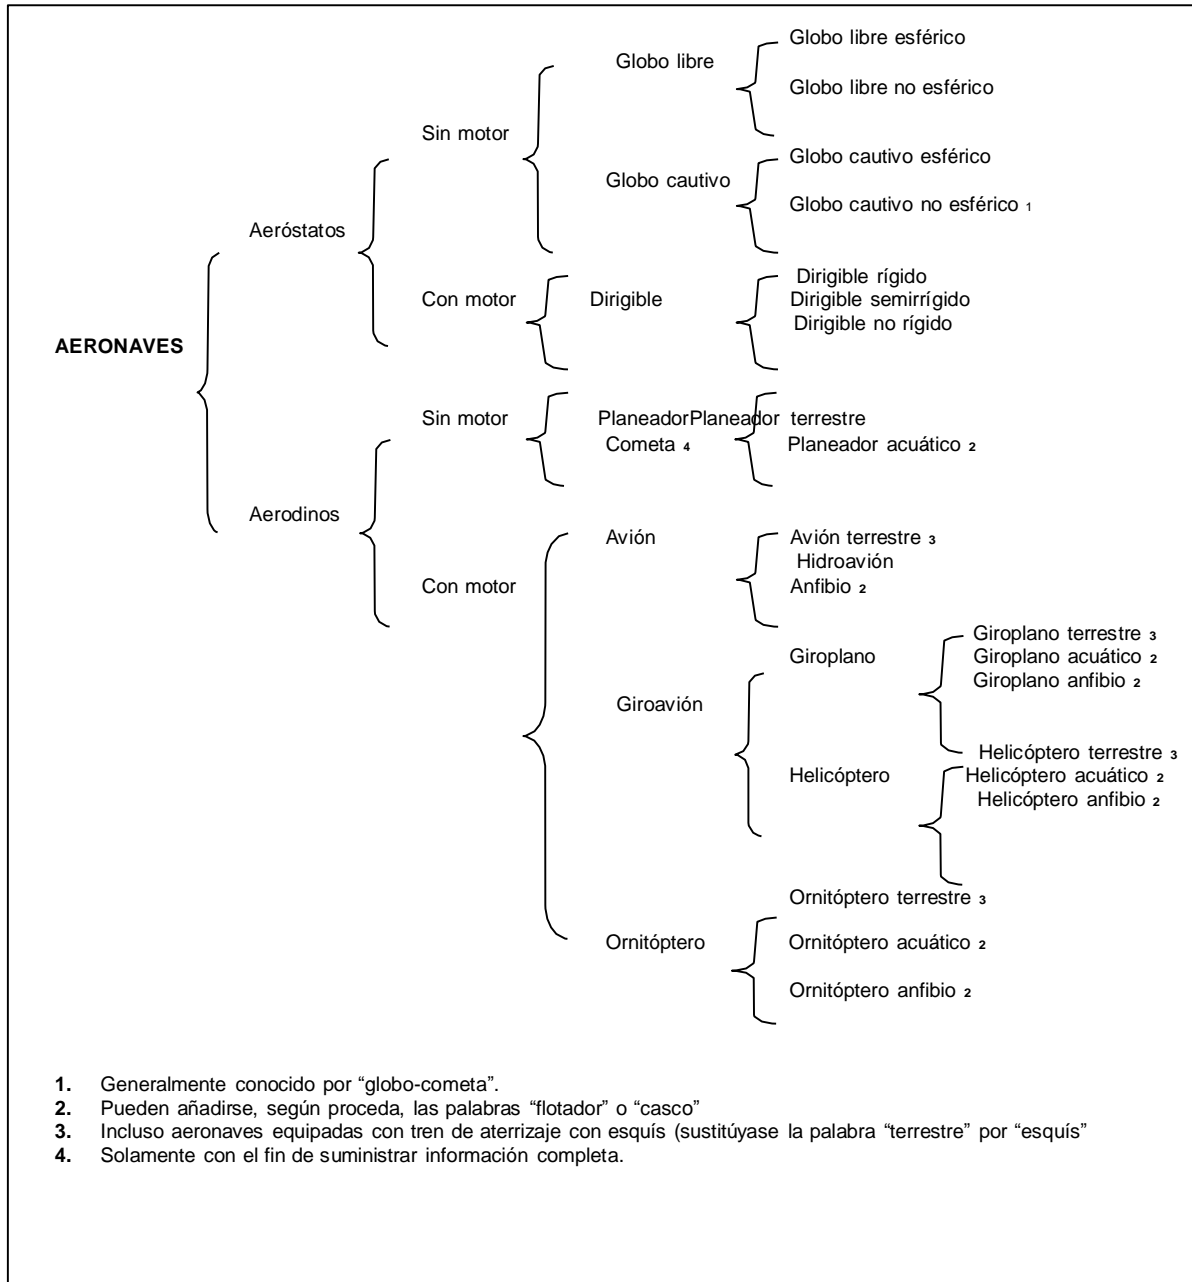 Globo libre esférico
Globo libre
Globo libre no esférico
Sin motor
Globo cautivo esférico
Globo cautivo
Globo cautivo no esférico 1
Aeróstatos
Dirigible rígido
Con motor Dirigible Dirigible semirrígido
Dirigible no rígido
AERONAVES
Sin motor PlaneadorPlaneador terrestre
Cometa 4 Planeador acuático 2
Aerodinos
Avión Avión terrestre 3
Hidroavión
Con motor Anfibio 2
Giroplano terrestre 3
Giroplano Giroplano acuático 2
Giroplano anfibio 2
Giroavión
Helicóptero terrestre 3
Helicóptero Helicóptero acuático 2
Helicóptero anfibio 2
Ornitóptero terrestre 3
Ornitóptero Ornitóptero acuático 2
Ornitóptero anfibio 2
1. Generalmente conocido por “globo-cometa”.
2. Pueden añadirse, según proceda, las palabras “flotador” o “casco”
3. Incluso aeronaves equipadas con tren de aterrizaje con esquís (sustitúyase la palabra “terrestre” por “esquís”
4. Solamente con el fin de suministrar información completa.